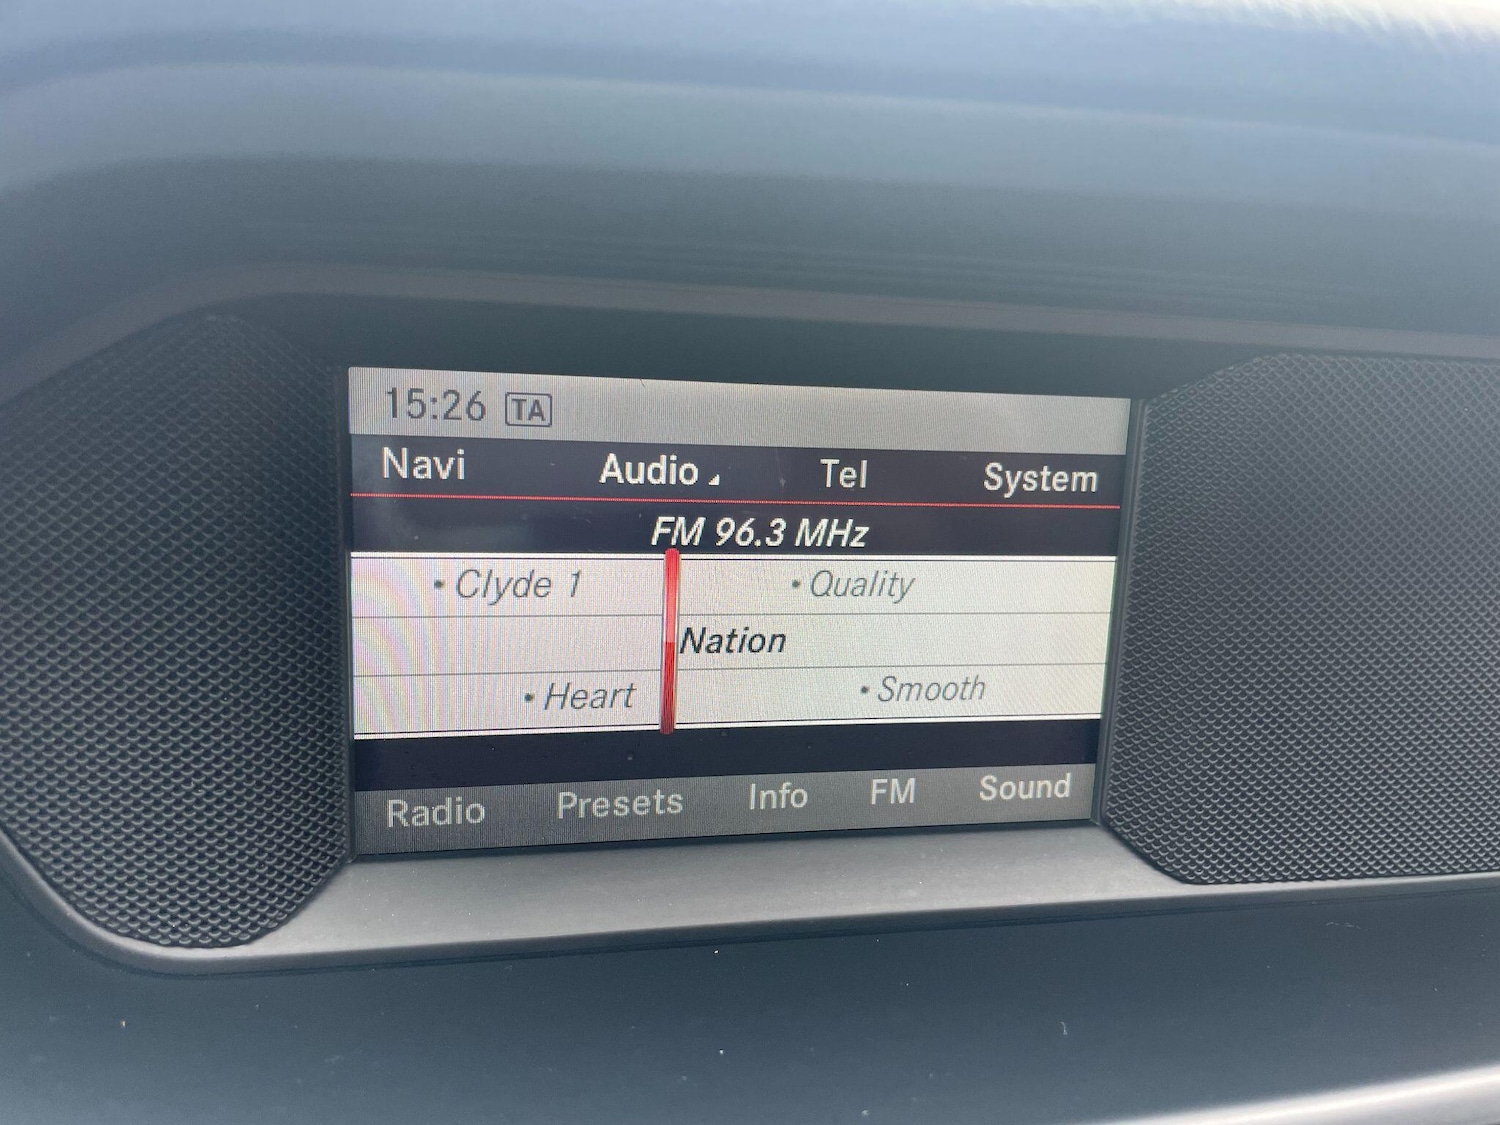 15:26 TA
Navi Audio Tel System
FM 96.3 MHz
• Clyde 1 • Quality
Nation
• Heart • Smooth
Radio Presets Info FM Sound